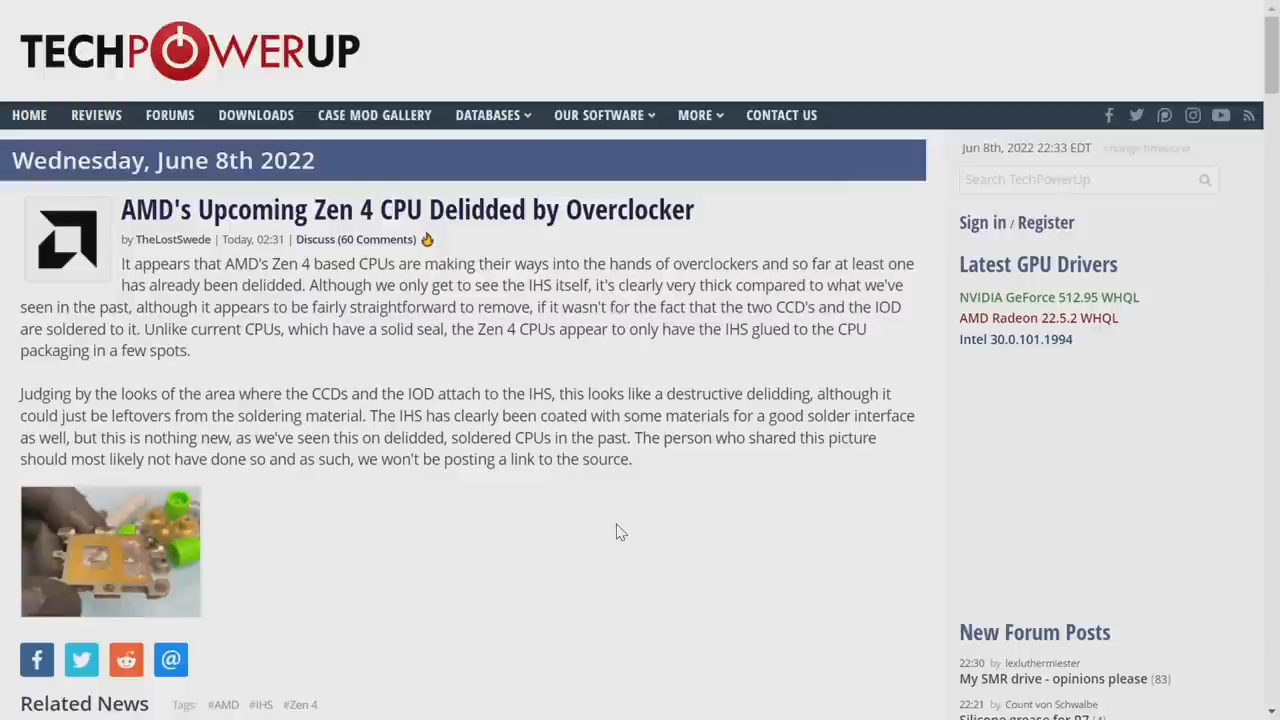 TECHPOWERUP
HOME REVIEWS FORUMS DOWNLOADS CASE MOD GALLERY DATABASES OUR SOFTWARE MORE CONTACT US
Wednesday, June 8th 2022
AMD's Upcoming Zen 4 CPU Delidded by Overclocker
by TheLostSwede | Today, 02:31 | Discuss (60 Comments)
It appears that AMD's Zen 4 based CPUs are making their ways into the hands of overclockers and so far at least one
has already been delidded. Although we only get to see the IHS itself, it's clearly very thick compared to what we've
seen in the past, although it appears to be fairly straightforward to remove, if it wasn't for the fact that the two CCD's and the IOD
are soldered to it. Unlike current CPUs, which have a solid seal, the Zen 4 CPUs appear to only have the IHS glued to the CPU
packaging in a few spots.
Judging by the looks of the area where the CCDs and the IOD attach to the IHS, this looks like a destructive delidding, although it
could just be leftovers from the soldering material. The IHS has clearly been coated with some materials for a good solder interface
as well, but this is nothing new, as we've seen this on delidded, soldered CPUs in the past. The person who shared this picture
should most likely not have done so and as such, we won't be posting a link to the source.
Related News Tags: #AMD #IHS #Zen 4
Jun 8th, 2022 22:33 EDT change timezone
Search TechPowerUp
Sign in / Register
Latest GPU Drivers
NVIDIA GeForce 512.95 WHQL
AMD Radeon 22.5.2 WHQL
Intel 30.0.101.1994
New Forum Posts
22:30 by lexluthermiester
My SMR drive - opinions please (83)
22:21 by Count von Schwalbe
Silicone grease for R7 (4)